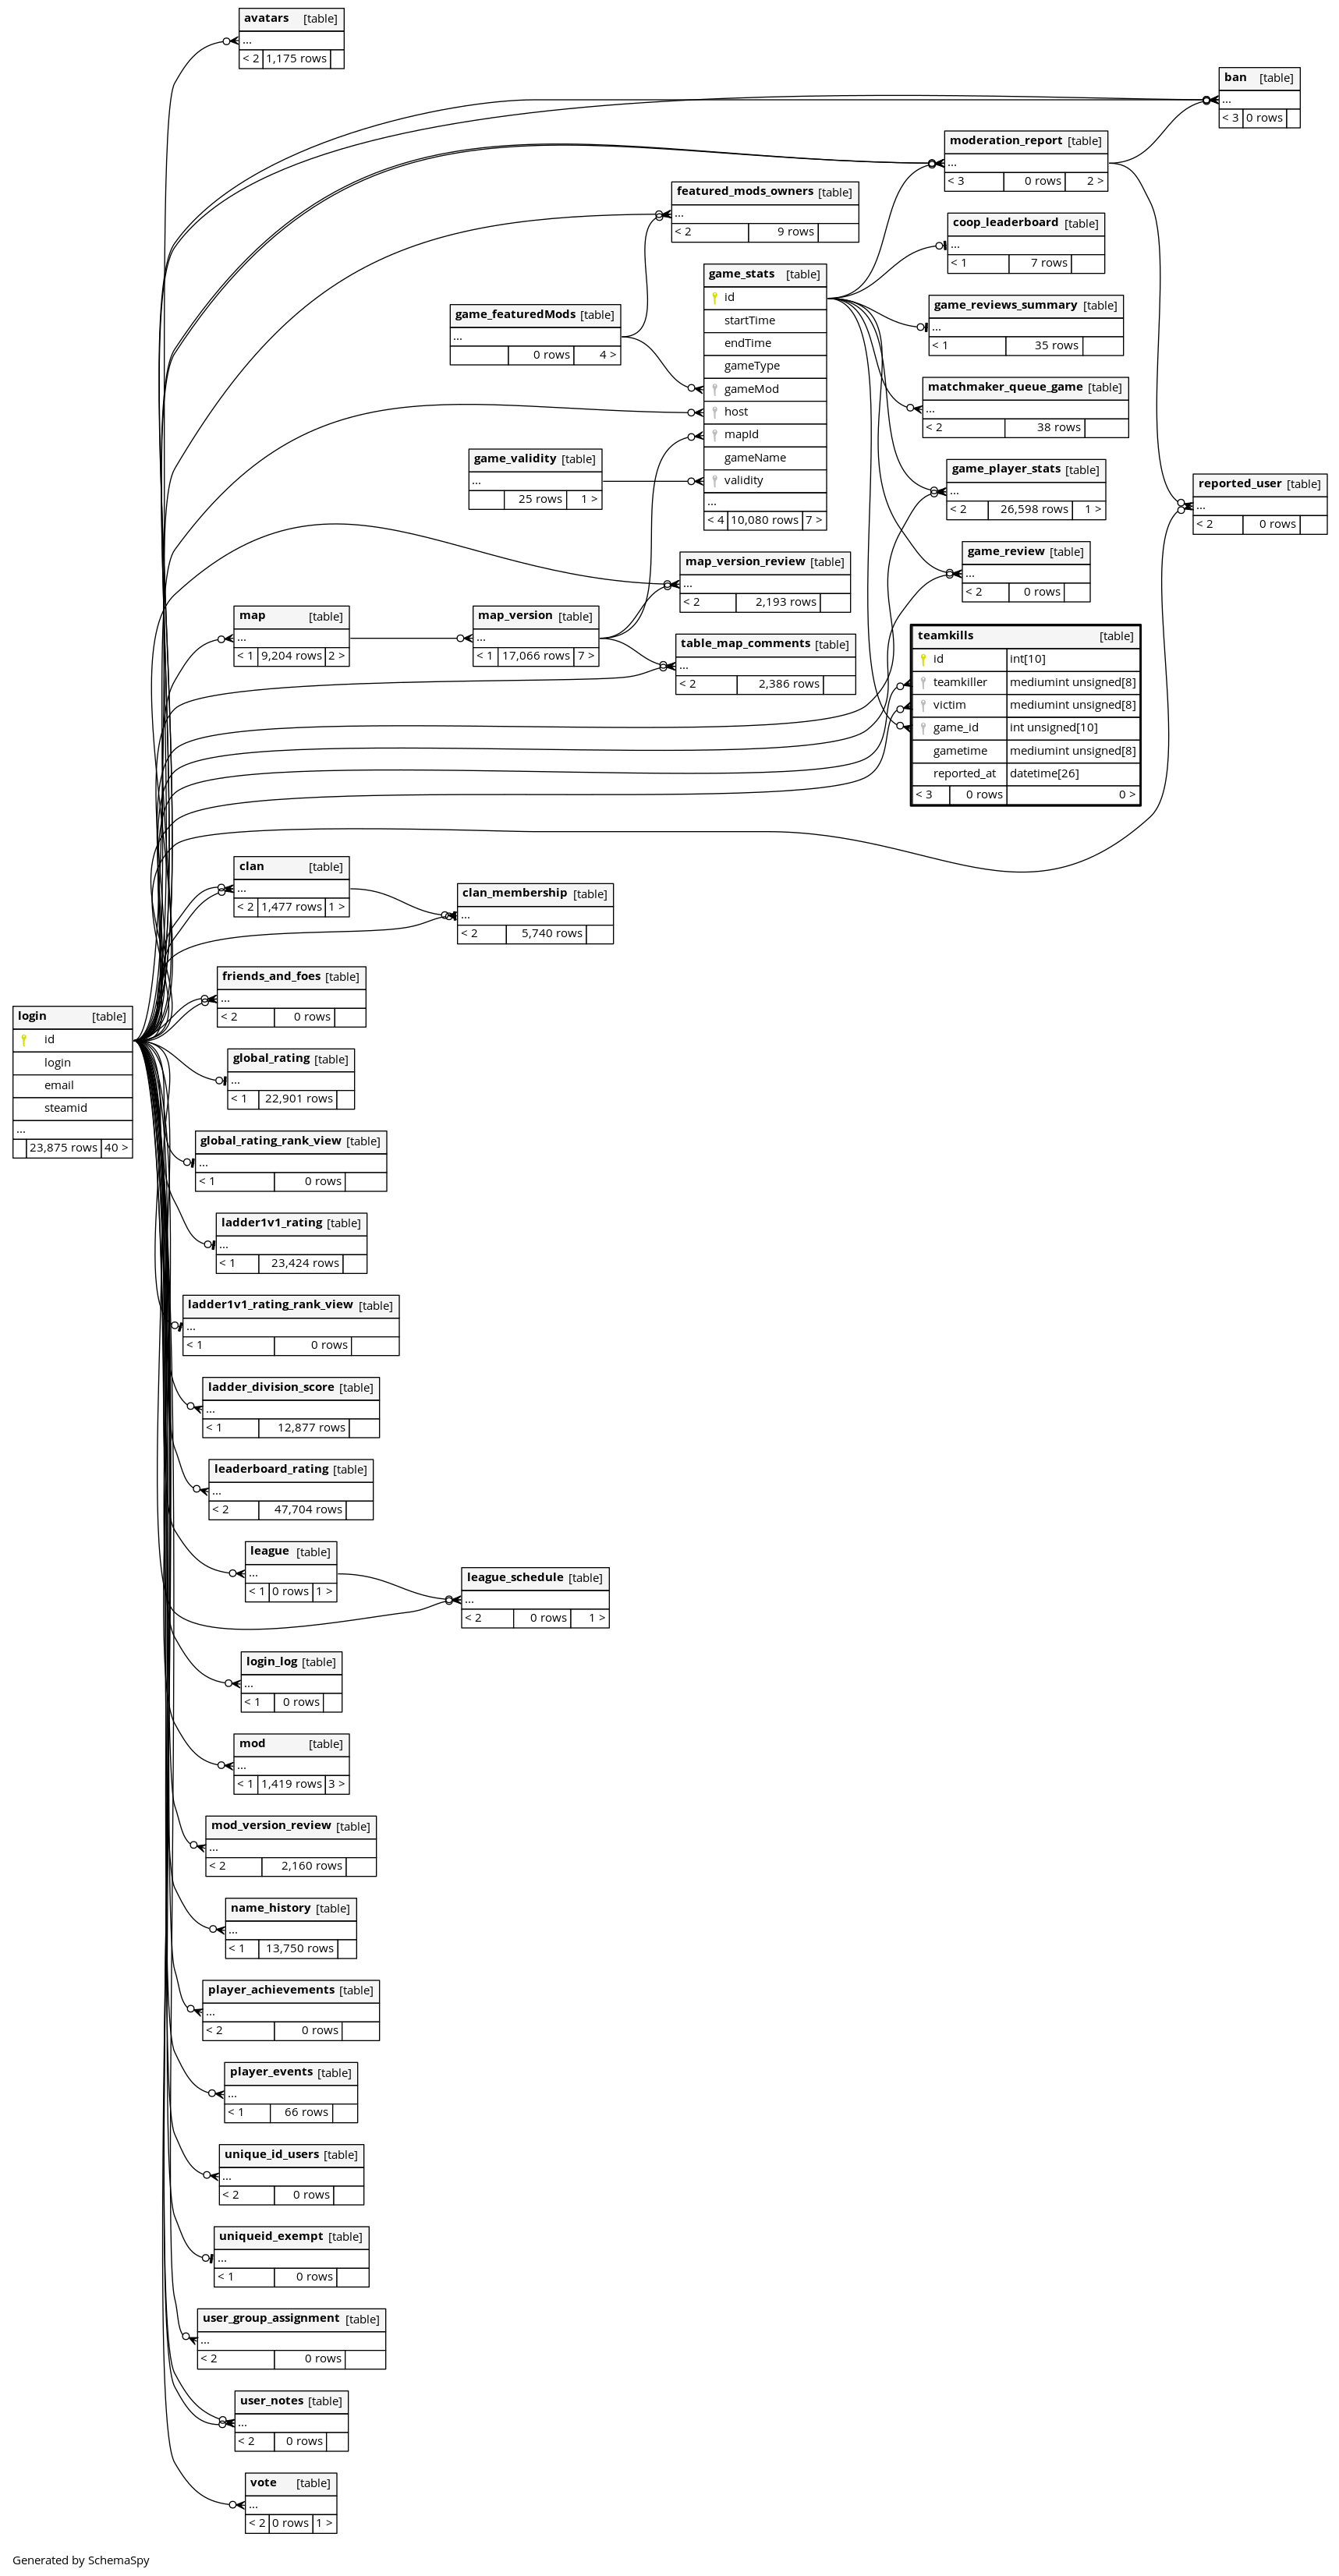 avatars [table]
...
< 2 1,175 rows
ban [table]
...
< 3 0 rows
moderation_report [table]
...
< 3 0 rows 2 >
featured_mods_owners [table]
...
< 2 9 rows
coop_leaderboard [table]
...
< 1 7 rows
game_stats [table]
id
startTime
endTime
gameType
gameMod
host
mapId
gameName
validity
...
< 4 10,080 rows 7 >
game_reviews_summary [table]
...
< 1 35 rows
game_featuredMods [table]
...
0 rows 4 >
matchmaker_queue_game [table]
...
< 2 38 rows
game_validity [table]
...
25 rows 1 >
game_player_stats [table]
...
< 2 26,598 rows 1 >
reported_user [table]
...
< 2 0 rows
game_review [table]
...
< 2 0 rows
map_version_review [table]
...
< 2 2,193 rows
map [table]
...
< 1 9,204 rows 2 >
map_version [table]
...
< 1 17,066 rows 7 >
table_map_comments [table]
...
< 2 2,386 rows
teamkills [table]
id int[10]
teamkiller mediumint unsigned[8]
victim mediumint unsigned[8]
game_id int unsigned[10]
gametime mediumint unsigned[8]
reported_at datetime[26]
< 3 0 rows 0 >
clan [table]
...
< 2 1,477 rows 1 >
clan_membership [table]
...
< 2 5,740 rows
friends_and_foes [table]
...
< 2 0 rows
login [table]
id
login
email
steamid
...
23,875 rows 40 >
global_rating [table]
...
< 1 22,901 rows
global_rating_rank_view [table]
...
< 1 0 rows
ladder1v1_rating [table]
...
< 1 23,424 rows
ladder1v1_rating_rank_view [table]
...
< 1 0 rows
ladder_division_score [table]
...
< 1 12,877 rows
leaderboard_rating [table]
...
< 2 47,704 rows
league [table]
...
< 1 0 rows 1 >
league_schedule [table]
...
< 2 0 rows 1 >
login_log [table]
...
< 1 0 rows
mod [table]
...
< 1 1,419 rows 3 >
mod_version_review [table]
...
< 2 2,160 rows
name_history [table]
...
< 1 13,750 rows
player_achievements [table]
...
< 2 0 rows
player_events [table]
...
< 1 66 rows
unique_id_users [table]
...
< 2 0 rows
uniqueid_exempt [table]
...
< 1 0 rows
user_group_assignment [table]
...
< 2 0 rows
user_notes [table]
...
< 2 0 rows
vote [table]
...
< 2 0 rows 1 >
Generated by SchemaSpy